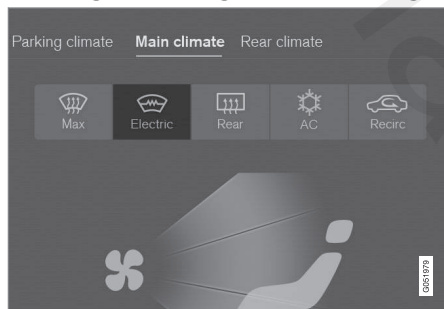 Parking climate Main climate Rear climate
Max Electric Rear AC Recirc
G051979